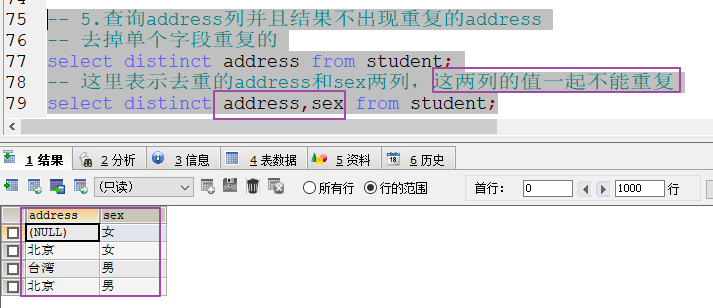 74
75 -- 5.查询address列并且结果不出现重复的address
76 -- 去掉单个字段重复的
77 select distinct address from student;
78 -- 这里表示去重的address和sex两列，这两列的值一起不能重复
79 select distinct address,sex from student;
1 结果 2 分析 3 信息 4 表数据 5 资料 6 历史
(只读) 所有行 行的范围 首行: 0 1000 行
address sex
(NULL) 女
北京 女
台湾 男
北京 男